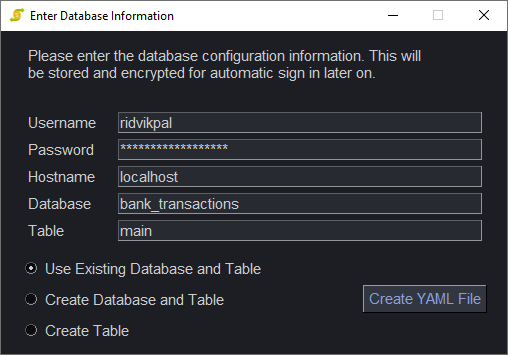 Enter Database Information
Please enter the database configuration information. This will
be stored and encrypted for automatic sign in later on.
Username ridvikpal
Password ******************
Hostname localhost
Database bank_transactions
Table main
Use Existing Database and Table
Create Database and Table
Create YAML File
Create Table